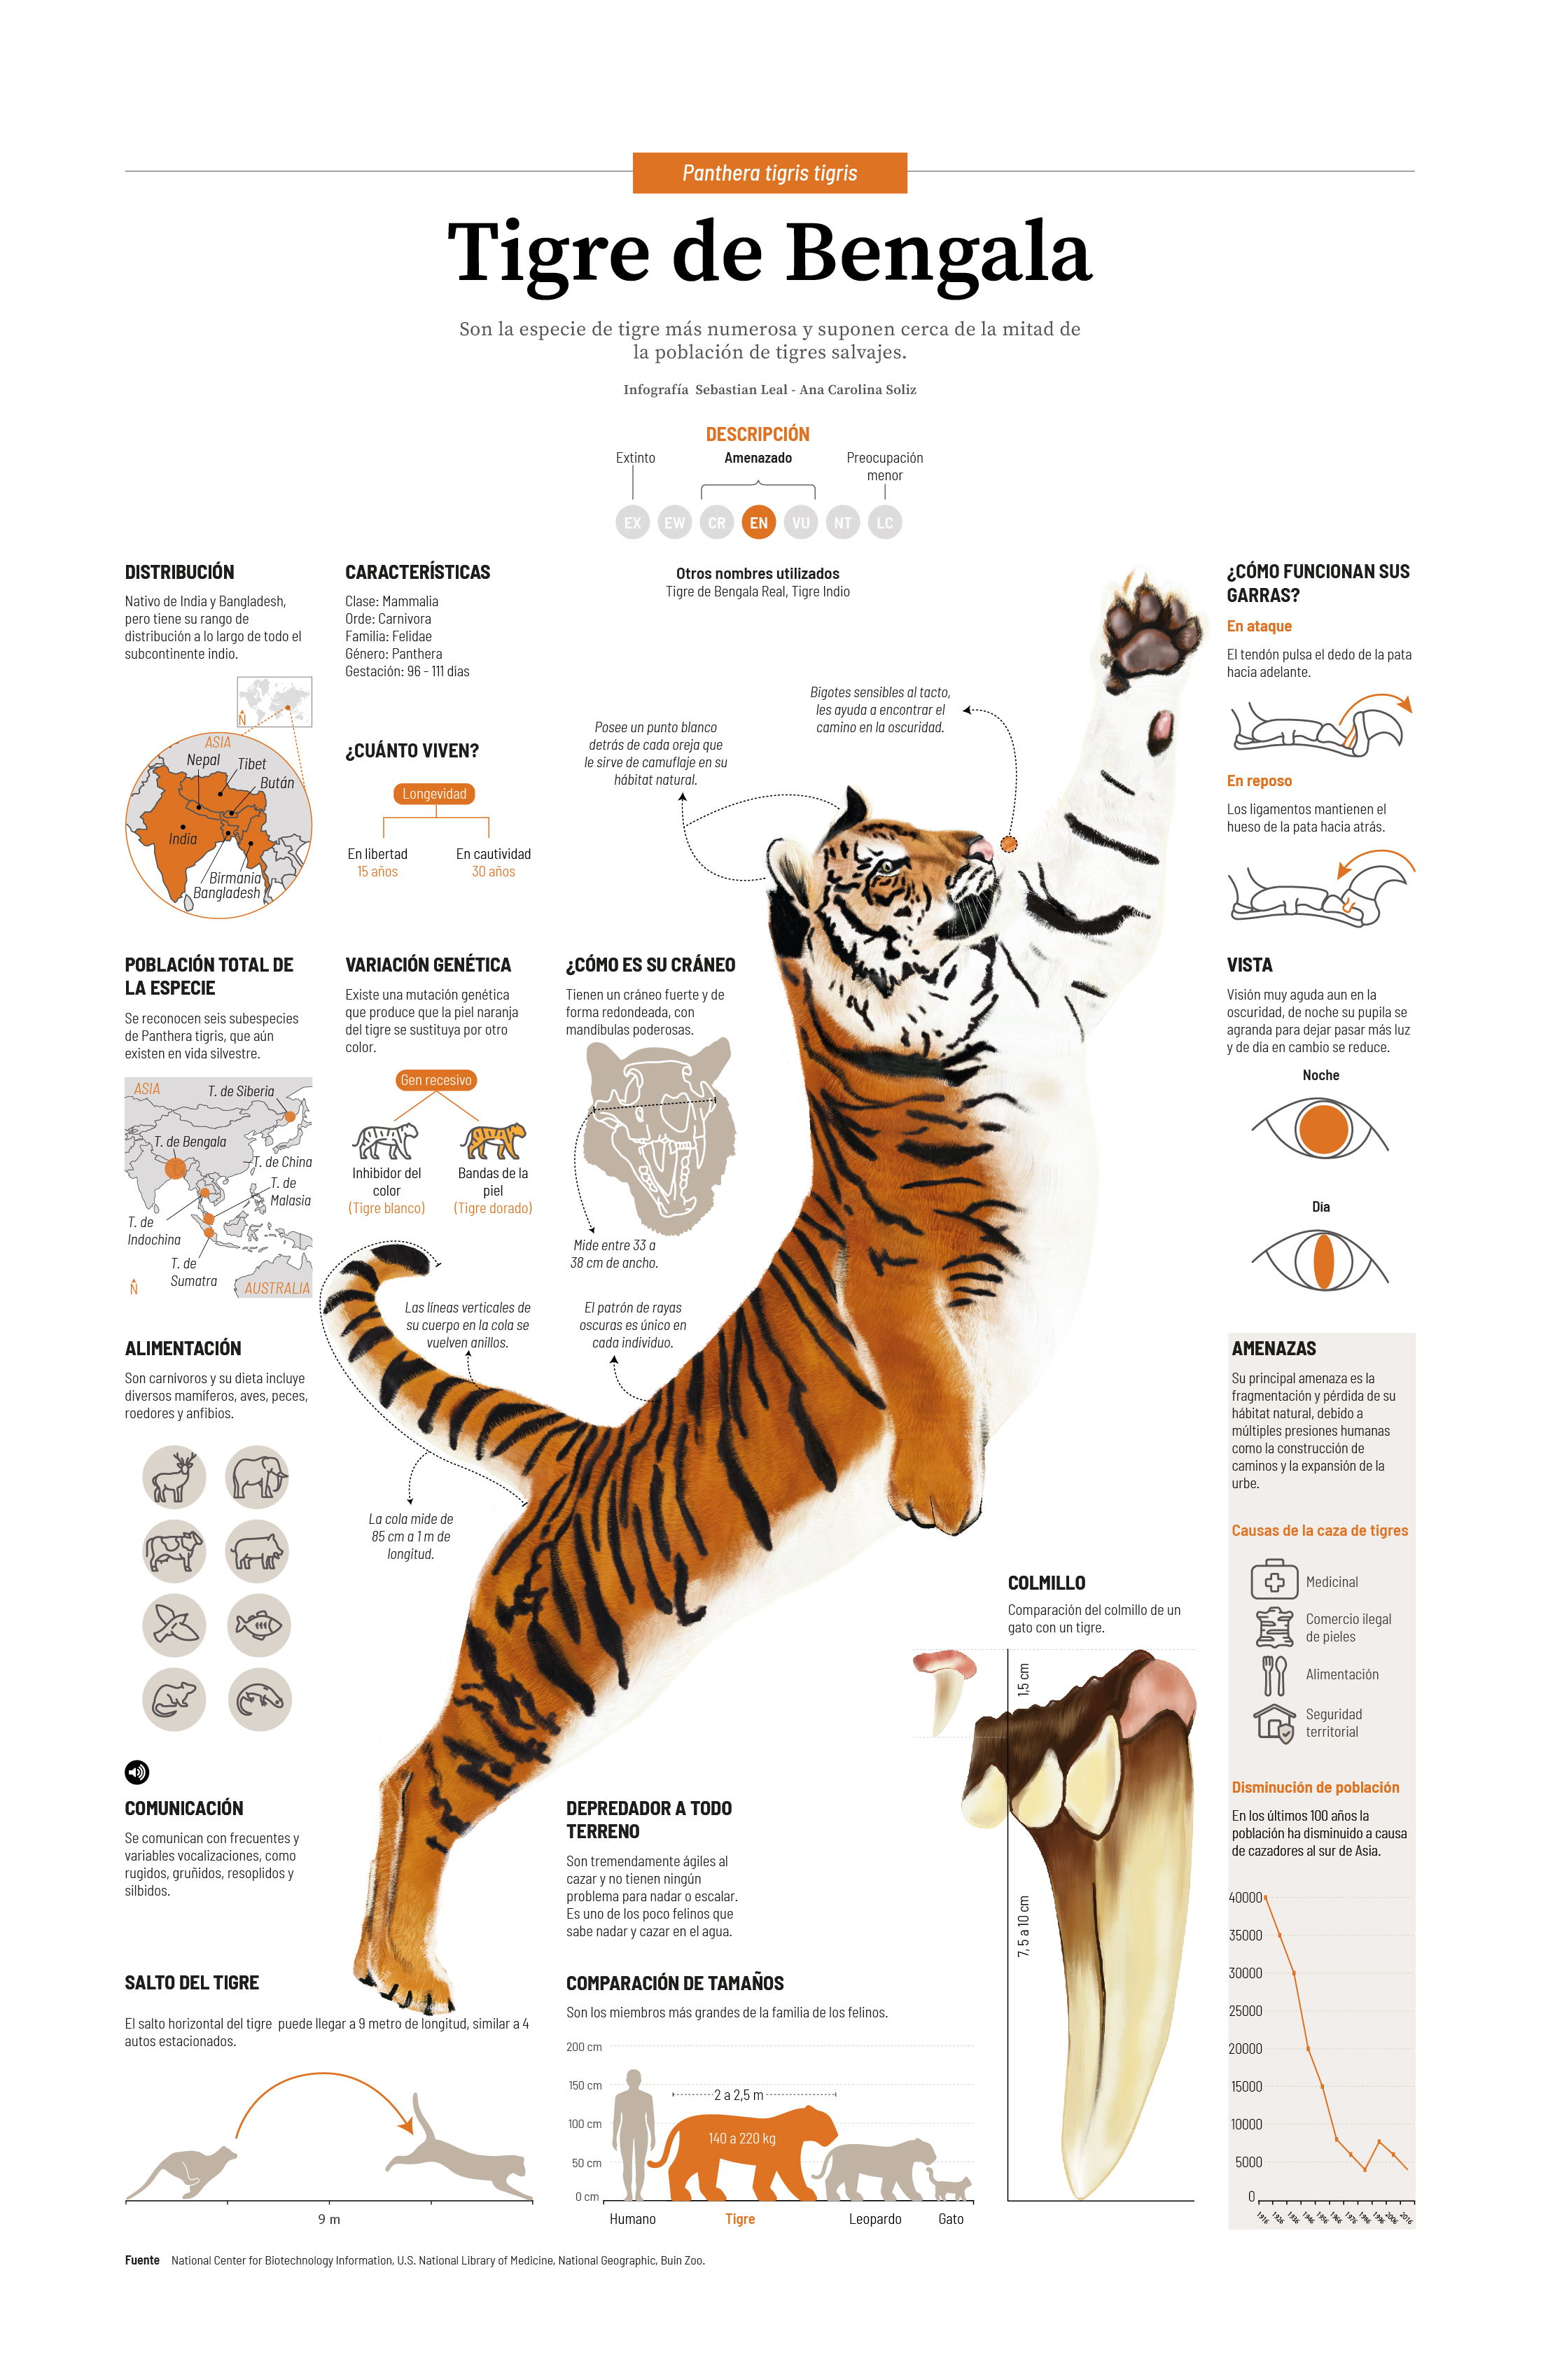 Panthera tigris tigris
Tigre de Bengala
Son la especie de tigre más numerosa y suponen cerca de la mitad de
la población de tigres salvajes.
Infografía Sebastian Leal - Ana Carolina Soliz
DESCRIPCIÓN
Extinto
Amenazado
Preocupación
menor
EX EW CR EN VU NT LC
Otros nombres utilizados
Tigre de Bengala Real, Tigre Indio
DISTRIBUCIÓN
Nativo de India y Bangladesh,
pero tiene su rango de
distribución a lo largo de todo el
subcontinente indio.
N
ASIA
Nepal
Tíbet
Bután
India
Birmania
Bangladesh
CARACTERÍSTICAS
Clase: Mammalia
Orde: Carnivora
Familia: Felidae
Género: Panthera
Gestación: 96 - 111 días
¿CUÁNTO VIVEN?
Longevidad
En libertad
15 años
En cautividad
30 años
Posee un punto blanco
detrás de cada oreja que
le sirve de camuflaje en su
hábitat natural.
Bigotes sensibles al tacto,
les ayuda a encontrar el
camino en la oscuridad.
¿CÓMO FUNCIONAN SUS
GARRAS?
En ataque
El tendón pulsa el dedo de la pata
hacia adelante.
En reposo
Los ligamentos mantienen el
hueso de la pata hacia atrás.
POBLACIÓN TOTAL DE
LA ESPECIE
Se reconocen seis subespecies
de Panthera tigris, que aún
existen en vida silvestre.
ASIA
T. de Siberia
T. de Bengala
T. de China
T. de
Malasia
T. de
Indochina
T. de
Sumatra
N
AUSTRALIA
VARIACIÓN GENÉTICA
Existe una mutación genética
que produce que la piel naranja
del tigre se sustituya por otro
color.
Gen recesivo
Inhibidor del
color
(Tigre blanco)
Bandas de la
piel
(Tigre dorado)
¿CÓMO ES SU CRÁNEO
Tienen un cráneo fuerte y de
forma redondeada, con
mandíbulas poderosas.
Mide entre 33 a
38 cm de ancho.
VISTA
Visión muy aguda aun en la
oscuridad, de noche su pupila se
agranda para dejar pasar más luz
y de día en cambio se reduce.
Noche
Día
Las líneas verticales de
su cuerpo en la cola se
vuelven anillos.
El patrón de rayas
oscuras es único en
cada individuo.
La cola mide de
85 cm a 1 m de
longitud.
ALIMENTACIÓN
Son carnívoros y su dieta incluye
diversos mamíferos, aves, peces,
roedores y anfibios.
AMENAZAS
Su principal amenaza es la
fragmentación y pérdida de su
hábitat natural, debido a
múltiples presiones humanas
como la construcción de
caminos y la expansión de la
urbe.
Causas de la caza de tigres
Medicinal
Comercio ilegal
de pieles
Alimentación
Seguridad
territorial
Disminución de población
En los últimos 100 años la
población ha disminuido a causa
de cazadores al sur de Asia.
40000
35000
30000
25000
20000
15000
10000
5000
0
1916 1926 1936 1946 1956 1966 1976 1986 1996 2006 2016
COLMILLO
Comparación del colmillo de un
gato con un tigre.
1,5 cm
7, 5 a 10 cm
COMUNICACIÓN
Se comunican con frecuentes y
variables vocalizaciones, como
rugidos, gruñidos, resoplidos y
silbidos.
DEPREDADOR A TODO
TERRENO
Son tremendamente ágiles al
cazar y no tienen ningún
problema para nadar o escalar.
Es uno de los poco felinos que
sabe nadar y cazar en el agua.
SALTO DEL TIGRE
El salto horizontal del tigre puede llegar a 9 metro de longitud, similar a 4
autos estacionados.
9 m
COMPARACIÓN DE TAMAÑOS
Son los miembros más grandes de la familia de los felinos.
200 cm
150 cm
100 cm
50 cm
0 cm
2 a 2,5 m
140 a 220 kg
Humano
Tigre
Leopardo
Gato
Fuente National Center for Biotechnology Information, U.S. National Library of Medicine, National Geographic, Buin Zoo.